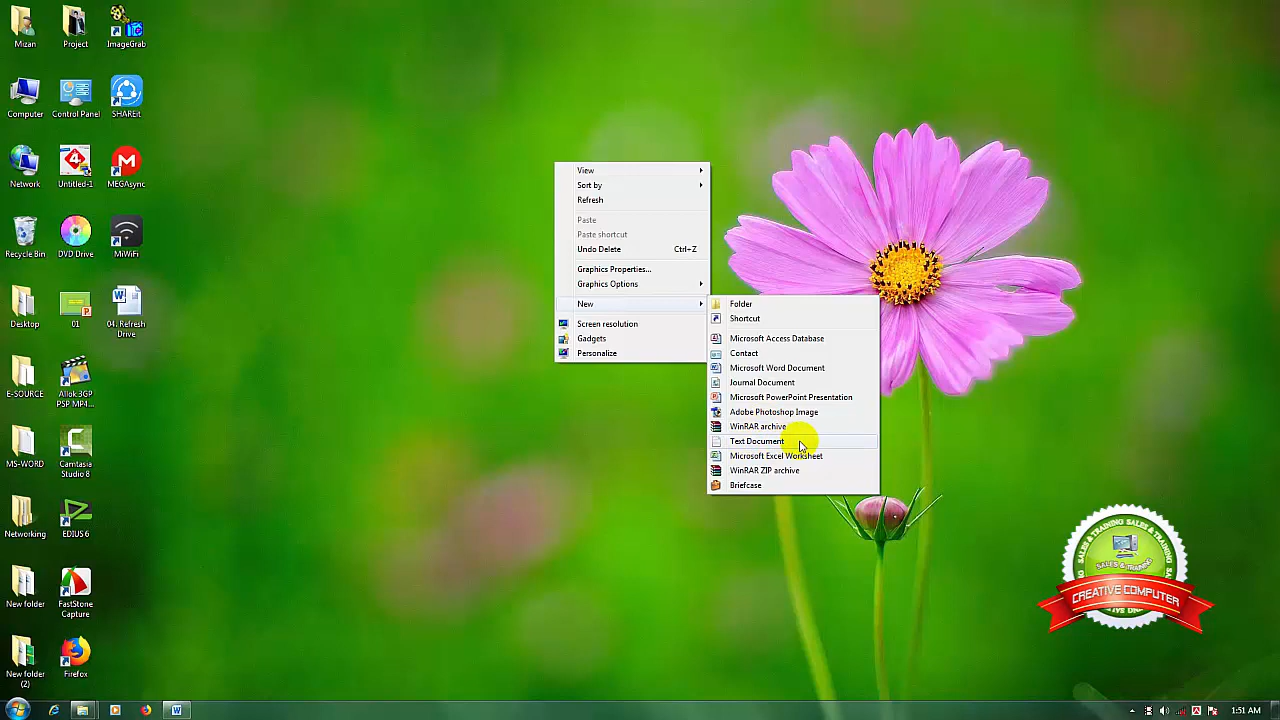 Mizan
Project
ImageGrab
Computer
Control Panel
SHAREit
Network
Untitled-1
MEGAsync
Recycle Bin
DVD Drive
MiWiFi
Desktop
01
04. Refresh
Drive
E-SOURCE
Allok 3GP
PSP MP4...
MS-WORD
Camtasia
Studio 8
Networking
EDIUS 6
New folder
FastStone
Capture
New folder
(2)
Firefox
View
Sort by
Refresh
Paste
Paste shortcut
Undo Delete Ctrl+Z
Graphics Properties...
Graphics Options
New
Screen resolution
Gadgets
Personalize
Folder
Shortcut
Microsoft Access Database
Contact
Microsoft Word Document
Journal Document
Microsoft PowerPoint Presentation
Adobe Photoshop Image
WinRAR archive
Text Document
Microsoft Excel Worksheet
WinRAR ZIP archive
Briefcase
SALES & TRAINING SALES & TRAINING
SALES & TRAINING
CREATIVE COMPUTER
1:51 AM